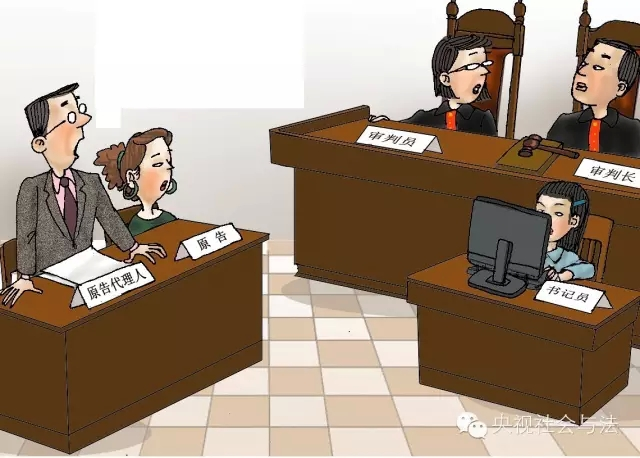 审判员
审判长
原告
原告代理人
书记员
央视社会与法